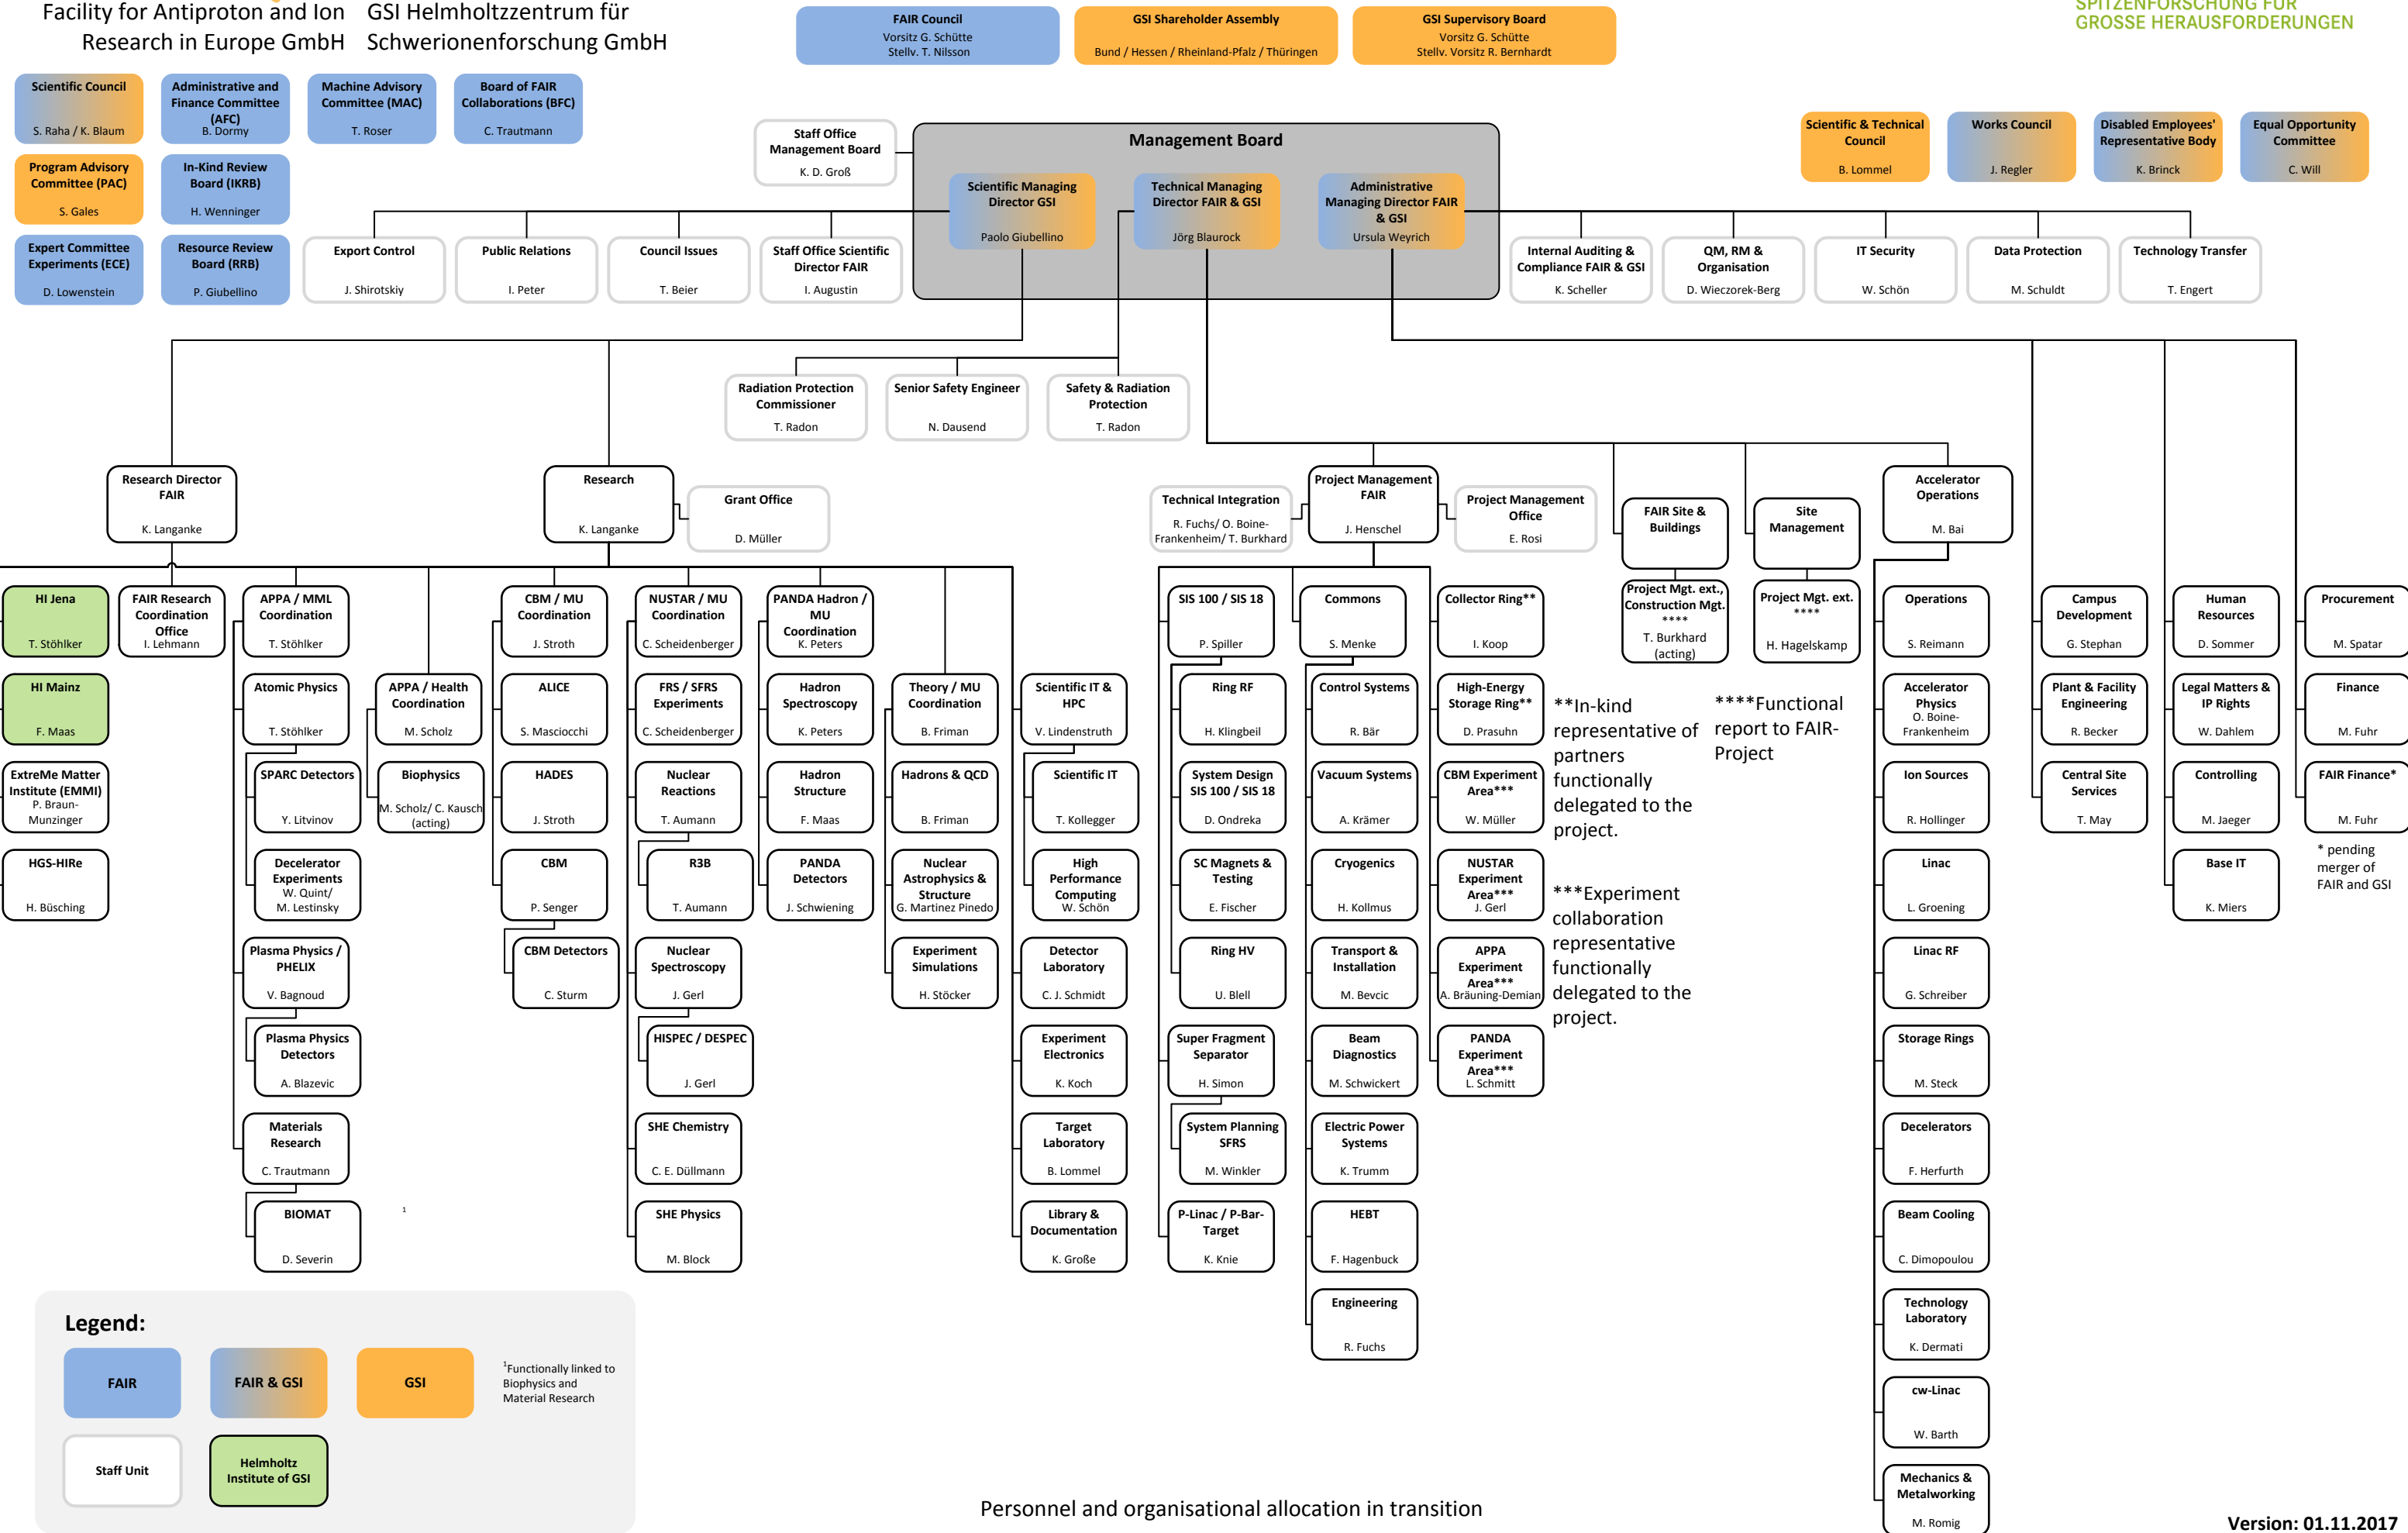 Facility for Antiproton and Ion
Research in Europe GmbH
GSI Helmholtzzentrum für
Schwerionenforschung GmbH
FAIR Council
Vorsitz G. Schütte
Stellv. T. Nilsson
GSI Shareholder Assembly
Bund / Hessen / Rheinland-Pfalz / Thüringen
GSI Supervisory Board
Vorsitz G. Schütte
Stellv. Vorsitz R. Bernhardt
SPITZENFORSCHUNG FÜR
GROSSE HERAUSFORDERUNGEN
Scientific Council
S. Raha / K. Blaum
Administrative and
Finance Committee
(AFC)
B. Dormy
Machine Advisory
Committee (MAC)
T. Roser
Board of FAIR
Collaborations (BFC)
C. Trautmann
Program Advisory
Committee (PAC)
S. Gales
In-Kind Review
Board (IKRB)
H. Wenninger
Expert Committee
Experiments (ECE)
D. Lowenstein
Resource Review
Board (RRB)
P. Giubellino
Staff Office
Management Board
K. D. Groß
Management Board
Scientific Managing
Director GSI
Paolo Giubellino
Technical Managing
Director FAIR & GSI
Jörg Blaurock
Administrative
Managing Director FAIR
& GSI
Ursula Weyrich
Scientific & Technical
Council
B. Lommel
Works Council
J. Regler
Disabled Employees'
Representative Body
K. Brinck
Equal Opportunity
Committee
C. Will
Export Control
J. Shirotskiy
Public Relations
I. Peter
Council Issues
T. Beier
Staff Office Scientific
Director FAIR
I. Augustin
Internal Auditing &
Compliance FAIR & GSI
K. Scheller
QM, RM &
Organisation
D. Wieczorek-Berg
IT Security
W. Schön
Data Protection
M. Schuldt
Technology Transfer
T. Engert
Radiation Protection
Commissioner
T. Radon
Senior Safety Engineer
N. Dausend
Safety & Radiation
Protection
T. Radon
Research Director
FAIR
K. Langanke
Research
K. Langanke
Grant Office
D. Müller
Technical Integration
R. Fuchs/ O. Boine-
Frankenheim/ T. Burkhard
Project Management
FAIR
J. Henschel
Project Management
Office
E. Rosi
FAIR Site &
Buildings
Site
Management
Accelerator
Operations
M. Bai
HI Jena
T. Stöhlker
HI Mainz
F. Maas
ExtreMe Matter
Institute (EMMI)
P. Braun-
Munzinger
HGS-HIRe
H. Büsching
FAIR Research
Coordination
Office
I. Lehmann
APPA / MML
Coordination
T. Stöhlker
Atomic Physics
T. Stöhlker
SPARC Detectors
Y. Litvinov
Decelerator
Experiments
W. Quint/
M. Lestinsky
Plasma Physics /
PHELIX
V. Bagnoud
Plasma Physics
Detectors
A. Blazevic
Materials
Research
C. Trautmann
BIOMAT
D. Severin
1
APPA / Health
Coordination
M. Scholz
Biophysics
M. Scholz/ C. Kausch
(acting)
CBM / MU
Coordination
J. Stroth
ALICE
S. Masciocchi
HADES
J. Stroth
CBM
P. Senger
CBM Detectors
C. Sturm
NUSTAR / MU
Coordination
C. Scheidenberger
FRS / SFRS
Experiments
C. Scheidenberger
Nuclear
Reactions
T. Aumann
R3B
T. Aumann
Nuclear
Spectroscopy
J. Gerl
HISPEC / DESPEC
J. Gerl
SHE Chemistry
C. E. Düllmann
SHE Physics
M. Block
PANDA Hadron /
MU
Coordination
K. Peters
Hadron
Spectroscopy
K. Peters
Hadron
Structure
F. Maas
PANDA
Detectors
J. Schwiening
Theory / MU
Coordination
B. Friman
Hadrons & QCD
B. Friman
Nuclear
Astrophysics &
Structure
G. Martinez Pinedo
Experiment
Simulations
H. Stöcker
Scientific IT &
HPC
V. Lindenstruth
Scientific IT
T. Kollegger
High
Performance
Computing
W. Schön
Detector
Laboratory
C. J. Schmidt
Experiment
Electronics
K. Koch
Target
Laboratory
B. Lommel
Library &
Documentation
K. Große
SIS 100 / SIS 18
P. Spiller
Ring RF
H. Klingbeil
System Design
SIS 100 / SIS 18
D. Ondreka
SC Magnets &
Testing
E. Fischer
Ring HV
U. Blell
Super Fragment
Separator
H. Simon
System Planning
SFRS
M. Winkler
P-Linac / P-Bar-
Target
K. Knie
Commons
S. Menke
Control Systems
R. Bär
Vacuum Systems
A. Krämer
Cryogenics
H. Kollmus
Transport &
Installation
M. Bevcic
Beam
Diagnostics
M. Schwickert
Electric Power
Systems
K. Trumm
HEBT
F. Hagenbuck
Engineering
R. Fuchs
Collector Ring**
I. Koop
High-Energy
Storage Ring**
D. Prasuhn
CBM Experiment
Area***
W. Müller
NUSTAR
Experiment
Area***
J. Gerl
APPA
Experiment
Area***
A. Bräuning-Demian
PANDA
Experiment
Area***
L. Schmitt
Project Mgt. ext.,
Construction Mgt.
****
T. Burkhard
(acting)
Project Mgt. ext.
****
H. Hagelskamp
**In-kind
representative of
partners
functionally
delegated to the
project.
***Experiment
collaboration
representative
functionally
delegated to the
project.
****Functional
report to FAIR-
Project
Operations
S. Reimann
Accelerator
Physics
O. Boine-
Frankenheim
Ion Sources
R. Hollinger
Linac
L. Groening
Linac RF
G. Schreiber
Storage Rings
M. Steck
Decelerators
F. Herfurth
Beam Cooling
C. Dimopoulou
Technology
Laboratory
K. Dermati
cw-Linac
W. Barth
Mechanics &
Metalworking
M. Romig
Campus
Development
G. Stephan
Plant & Facility
Engineering
R. Becker
Central Site
Services
T. May
Human
Resources
D. Sommer
Legal Matters &
IP Rights
W. Dahlem
Controlling
M. Jaeger
Base IT
K. Miers
Procurement
M. Spatar
Finance
M. Fuhr
FAIR Finance*
M. Fuhr
* pending
merger of
FAIR and GSI
Legend:
FAIR
FAIR & GSI
GSI
1Functionally linked to
Biophysics and
Material Research
Staff Unit
Helmholtz
Institute of GSI
Personnel and organisational allocation in transition
Version: 01.11.2017